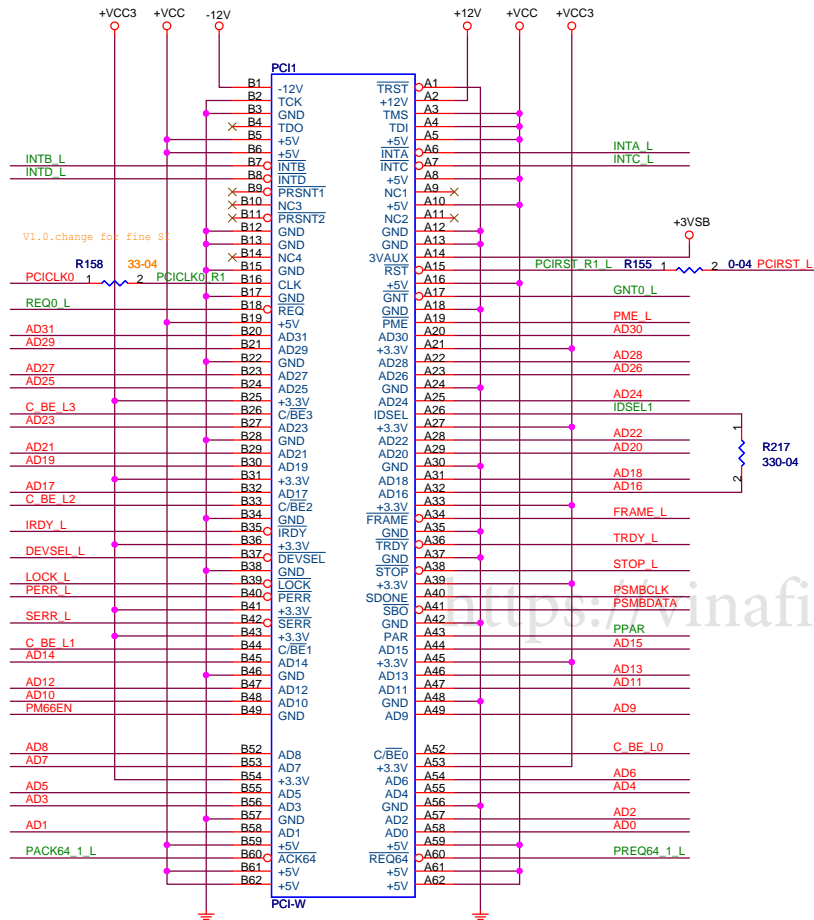 +VCC3 +VCC -12V +12V +VCC +VCC3
PCI1
B1 -12V TRST A1
B2 TCK +12V A2
B3 GND TMS A3
B4 TDO TDI A4
B5 +5V +5V A5
INTA_L
B6 +5V INTA A6
INTB_L INTC_L
B7 INTB INTC A7
INTD_L
B8 INTD +5V A8
B9 PRSNT1 NC1 A9
B10 NC3 +5V A10
B11 PRSNT2 NC2 A11
+3VSB
B12 GND GND A12
V1.0.change for fine S
B13 GND GND A13
B14 NC4 3VAUX A14
R158 33-04
B15 GND RST A15 PCIRST_R1_L R155 1 2 0-04 PCIRST_L
PCICLK0 1 2 PCICLK0_R1 B16 CLK +5V A16
B17 GND GNT A17 GNT0_L
REQ0_L B18 REQ GND A18
B19 +5V PME A19 PME_L
AD31 B20 AD31 AD30 A20 AD30
AD29 B21 AD29 +3.3V A21
B22 GND AD28 A22 AD28
AD27 B23 AD27 AD26 A23 AD26
AD25 B24 AD25 GND A24
B25 +3.3V AD24 A25 AD24
C_BE_L3 B26 C/BE3 IDSEL A26 IDSEL1
AD23 B27 AD23 +3.3V A27 1
B28 GND AD22 A28 AD22
AD21 B29 AD21 AD20 A29 AD20 R217
AD19 B30 AD19 GND A30 330-04
B31 +3.3V AD18 A31 AD18 2
AD17 B32 AD17 AD16 A32 AD16
C_BE_L2 B33 C/BE2 +3.3V A33
B34 GND FRAME A34 FRAME_L
IRDY_L B35 IRDY GND A35
B36 +3.3V TRDY A36 TRDY_L
DEVSEL_L B37 DEVSEL GND A37
B38 GND STOP A38 STOP_L
LOCK_L B39 LOCK +3.3V A39
PERR_L B40 PERR SDONE A40 PSMBCLK
B41 +3.3V SBO A41 PSMBDATA
https://vinafi
SERR_L B42 SERR GND A42
B43 +3.3V PAR A43 PPAR
C_BE_L1 B44 C/BE1 AD15 A44 AD15
AD14 B45 AD14 +3.3V A45
B46 GND AD13 A46 AD13
AD12 B47 AD12 AD11 A47 AD11
AD10 B48 AD10 GND A48
PM66EN B49 GND AD9 A49 AD9
AD8 B52 AD8 C/BE0 A52 C_BE_L0
AD7 B53 AD7 +3.3V A53
B54 +3.3V AD6 A54 AD6
AD5 B55 AD5 AD4 A55 AD4
AD3 B56 AD3 GND A56
B57 GND AD2 A57 AD2
AD1 B58 AD1 AD0 A58 AD0
B59 +5V +5V A59
PACK64_1_L B60 ACK64 REQ64 A60 PREQ64_1_L
B61 +5V +5V A61
B62 +5V +5V A62
PCI-W